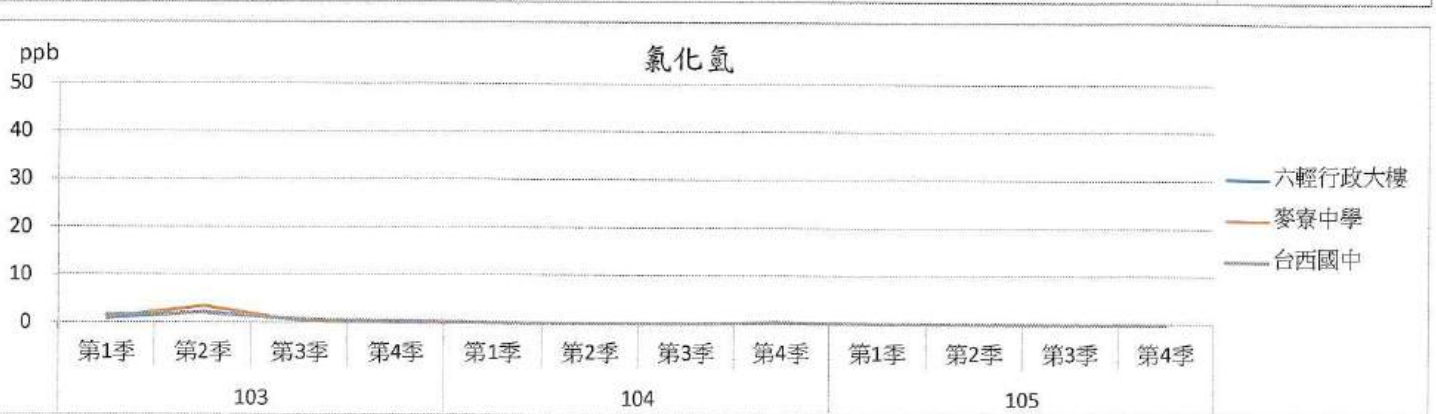 ppb
氯化氫
50
40
30
20
10
0
第1季 第2季 第3季 第4季 第1季 第2季 第3季 第4季 第1季 第2季 第3季 第4季
103 104 105
六輕行政大樓
麥寮中學
台西國中